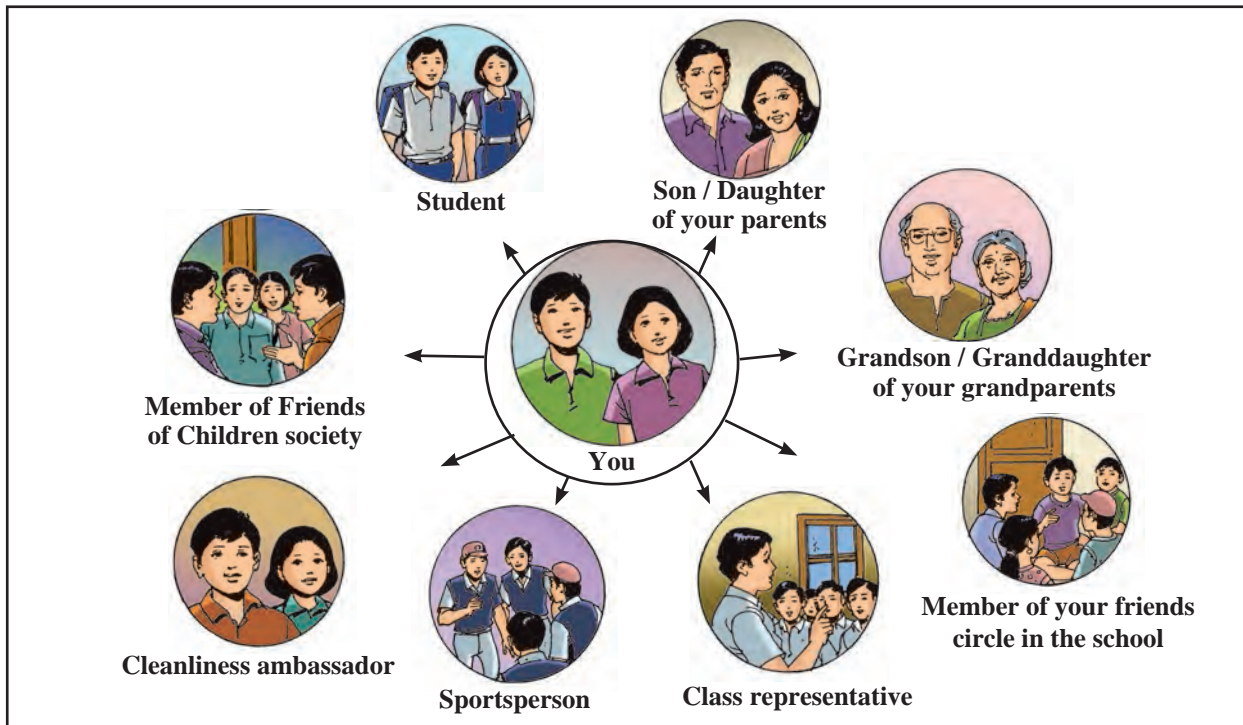 Student
Son / Daughter
of your parents
Member of Friends
of Children society
You
Grandson / Granddaughter
of your grandparents
Cleanliness ambassador
Sportsperson
Class representative
Member of your friends
circle in the school